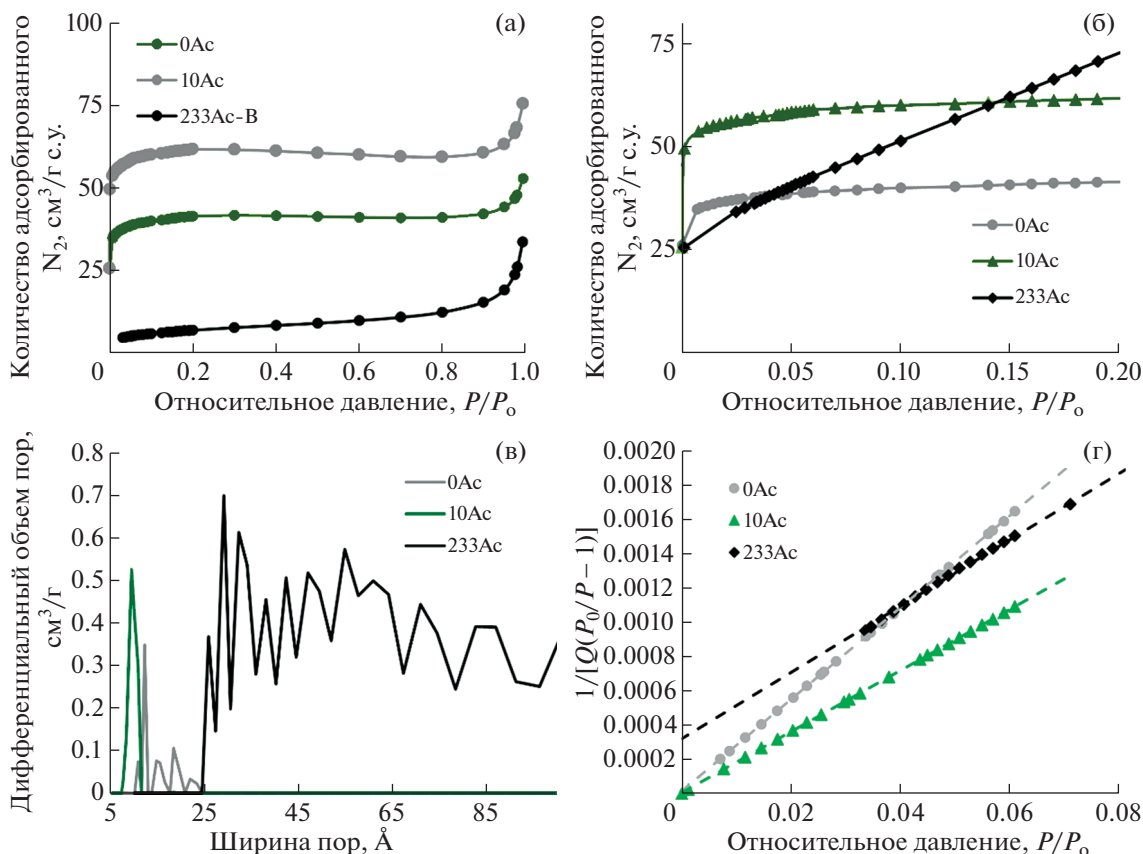 (а)
Количество адсорбированного
N2, см3/г с.у.
100
75
50
25
0
0Ac
10Ac
233Ac-B
0.2
0.4
0.6
0.8
1.0
Относительное давление, P/Po
(б)
Количество адсорбированного
N2, см3/г с.у.
75
50
25
0
0Ac
10Ac
233Ac
0.05
0.10
0.15
0.20
Относительное давление, P/Po
(в)
Дифференциальный объем пор,
см3/г
0.8
0.7
0.6
0.5
0.4
0.3
0.2
0.1
0
0Ac
10Ac
233Ac
5
25
45
65
85
Ширина пор, Å
(г)
1/[Q(P0/P − 1)]
0.0020
0.0018
0.0016
0.0014
0.0012
0.0010
0.0008
0.0006
0.0004
0.0002
0
0Ac
10Ac
233Ac
0.02
0.04
0.06
0.08
Относительное давление, P/Po